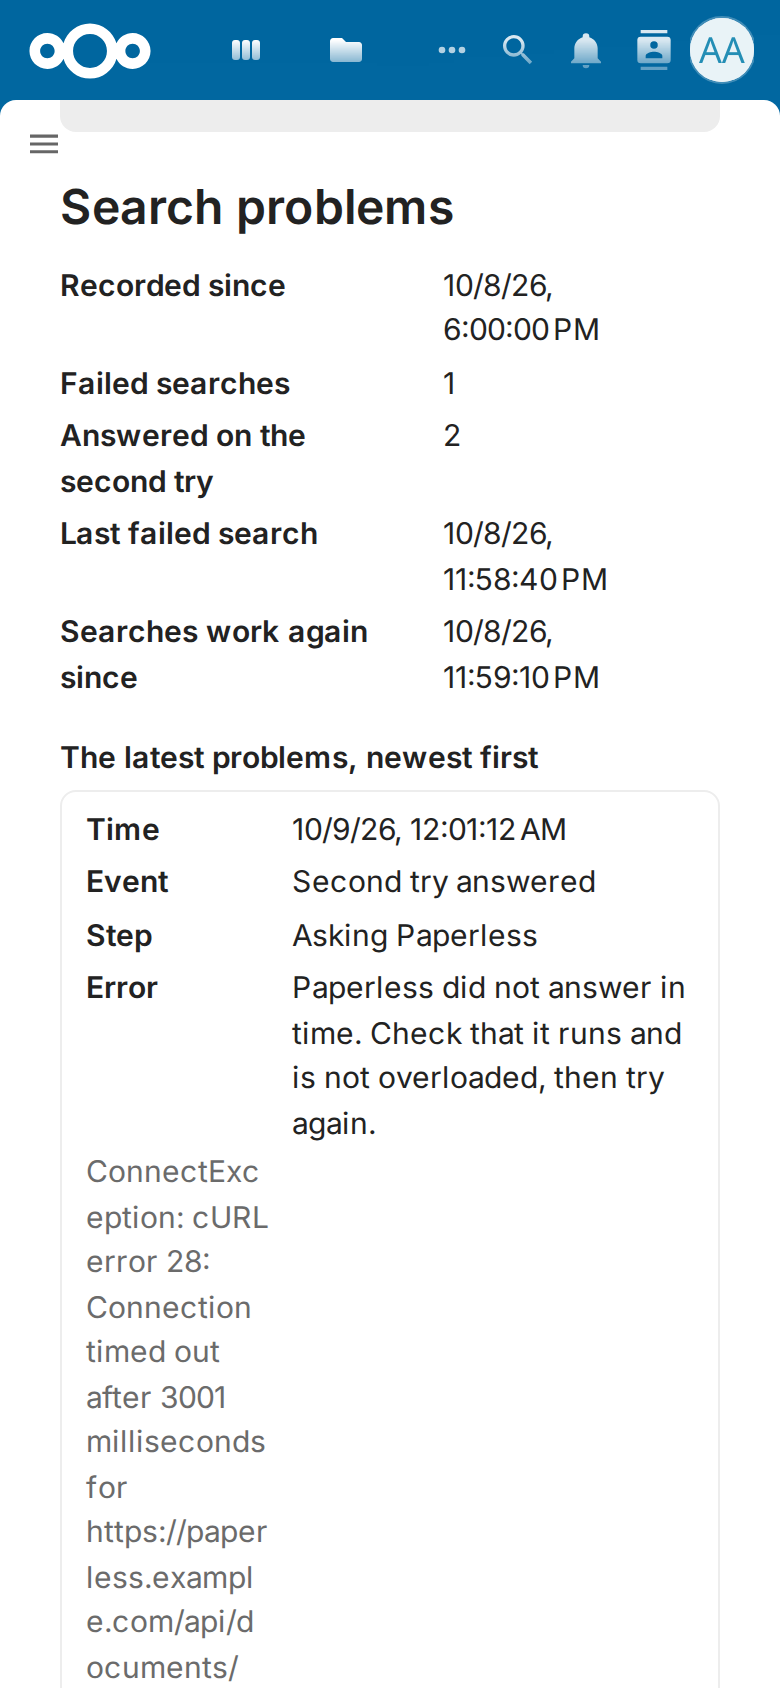 AA
Search problems
Recorded since
10/8/26,
6:00:00 PM
Failed searches
1
Answered on the
second try
2
Last failed search
10/8/26,
11:58:40 PM
Searches work again
since
10/8/26,
11:59:10 PM
The latest problems, newest first
Time
10/9/26, 12:01:12 AM
Event
Second try answered
Step
Asking Paperless
Error
Paperless did not answer in
time. Check that it runs and
is not overloaded, then try
again.
ConnectExc
eption: cURL
error 28:
Connection
timed out
after 3001
milliseconds
for
https://paper
less.exampl
e.com/api/d
ocuments/